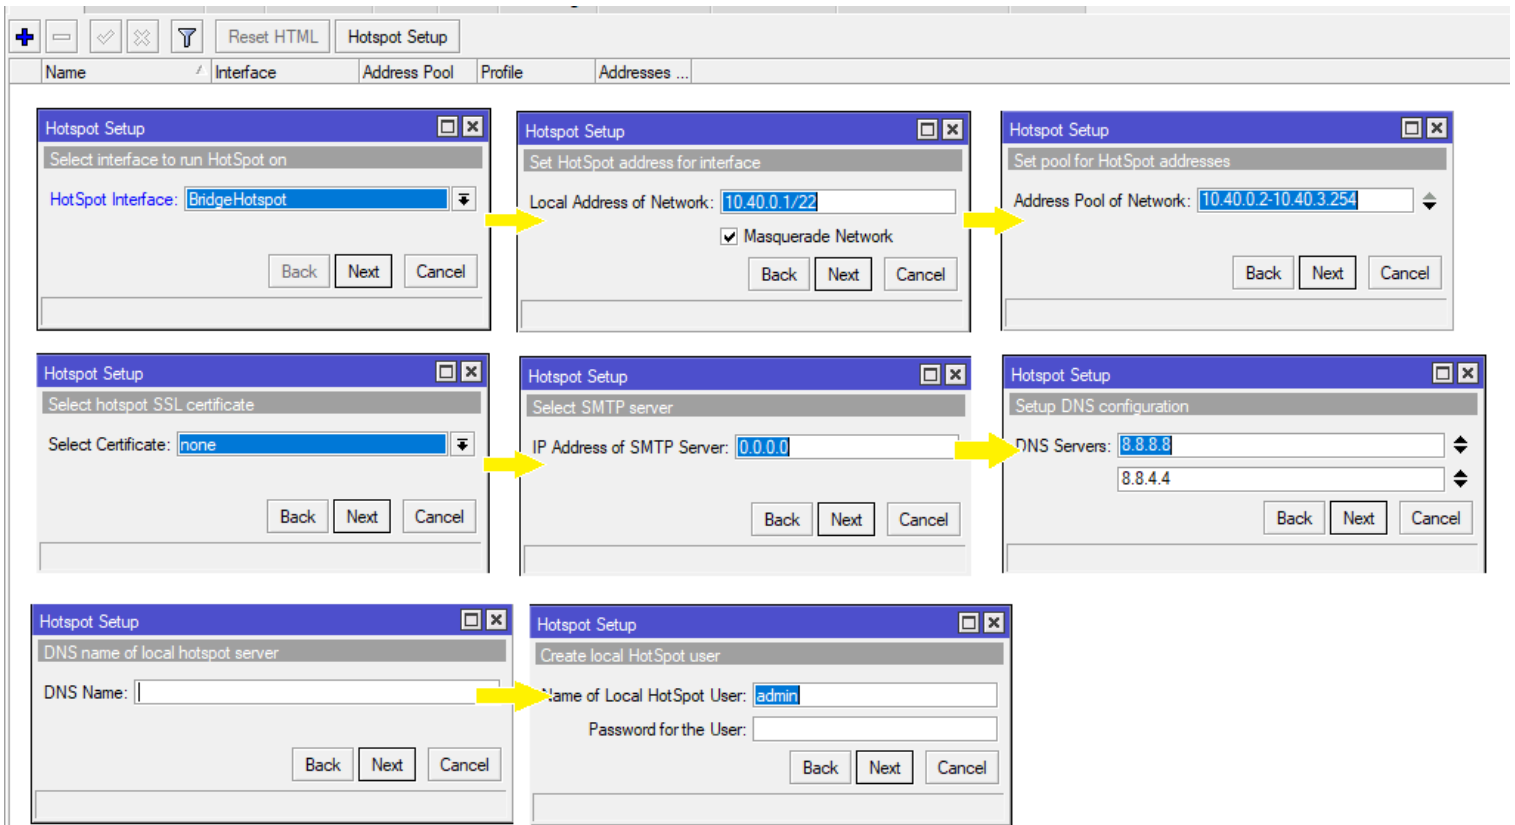 Reset HTML Hotspot Setup
Name Interface Address Pool Profile Addresses ...
Hotspot Setup
Select interface to run HotSpot on
HotSpot Interface: BridgeHotspot
Back Next Cancel
Hotspot Setup
Set HotSpot address for interface
Local Address of Network: 10.40.0.1/22
Masquerade Network
Back Next Cancel
Hotspot Setup
Set pool for HotSpot addresses
Address Pool of Network: 10.40.0.2-10.40.3.254
Back Next Cancel
Hotspot Setup
Select hotspot SSL certificate
Select Certificate: none
Back Next Cancel
Hotspot Setup
Select SMTP server
IP Address of SMTP Server: 0.0.0.0
Back Next Cancel
Hotspot Setup
Setup DNS configuration
DNS Servers: 8.8.8.8
8.8.4.4
Back Next Cancel
Hotspot Setup
DNS name of local hotspot server
DNS Name:
Back Next Cancel
Hotspot Setup
Create local HotSpot user
Name of Local HotSpot User: admin
Password for the User:
Back Next Cancel